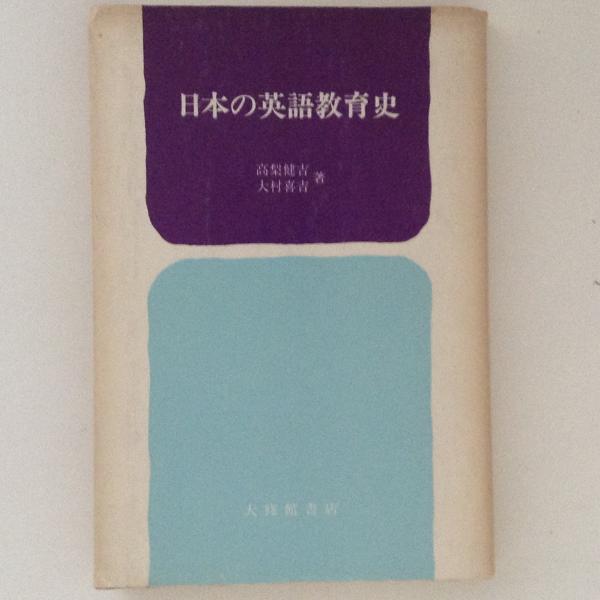 日本の英語教育史
高梨健吉
大村喜吉
著
大修館書店